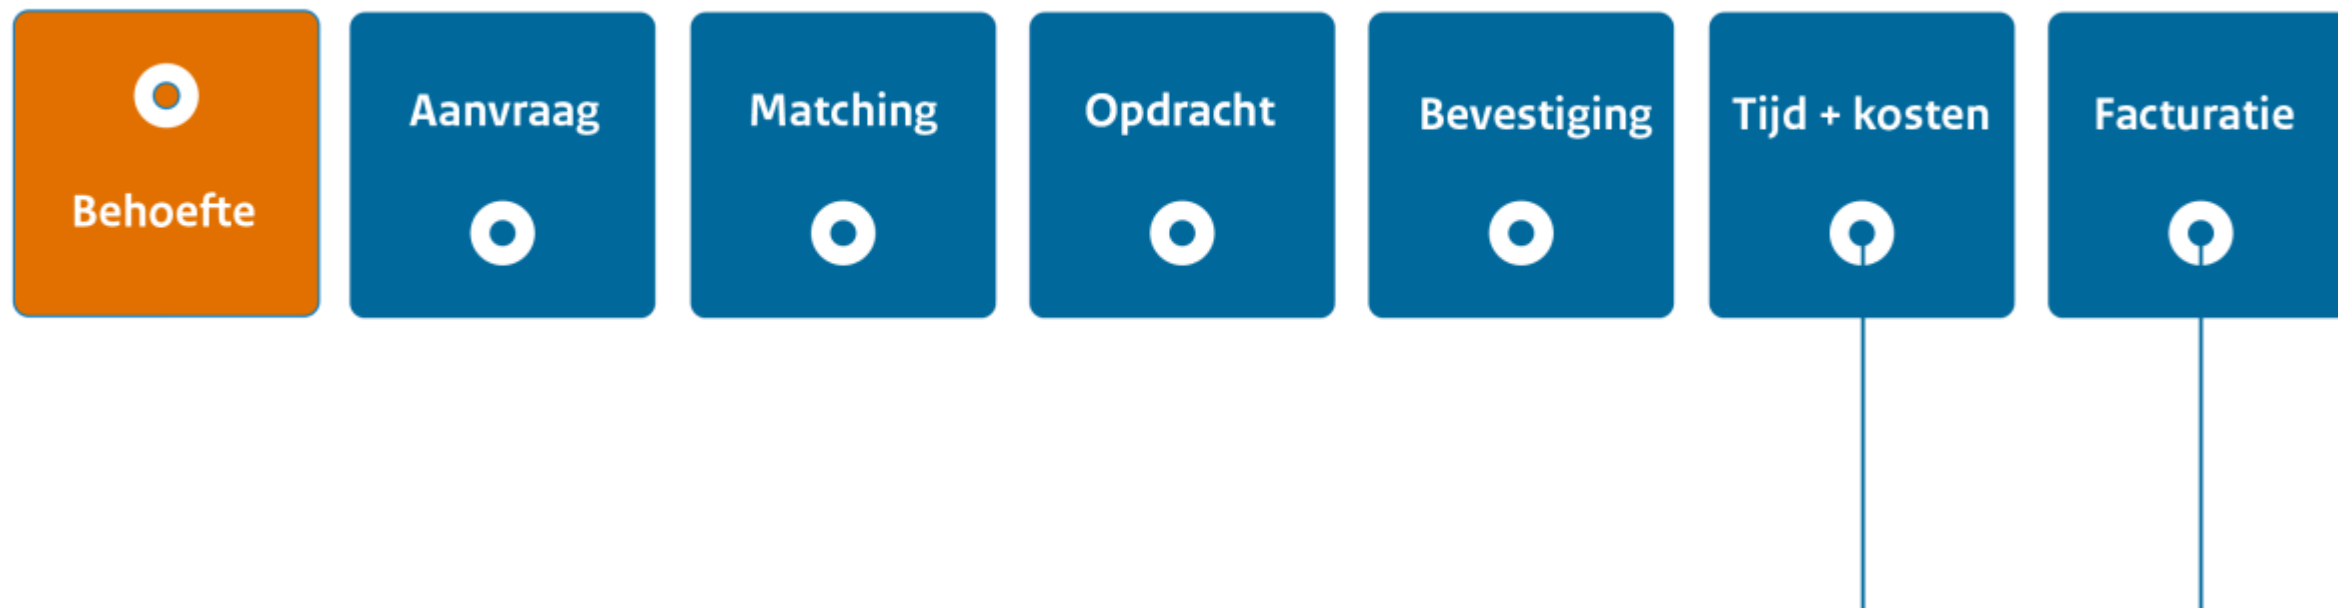 Behoefte
Aanvraag
Matching
Opdracht
Bevestiging
Tijd + kosten
Facturatie